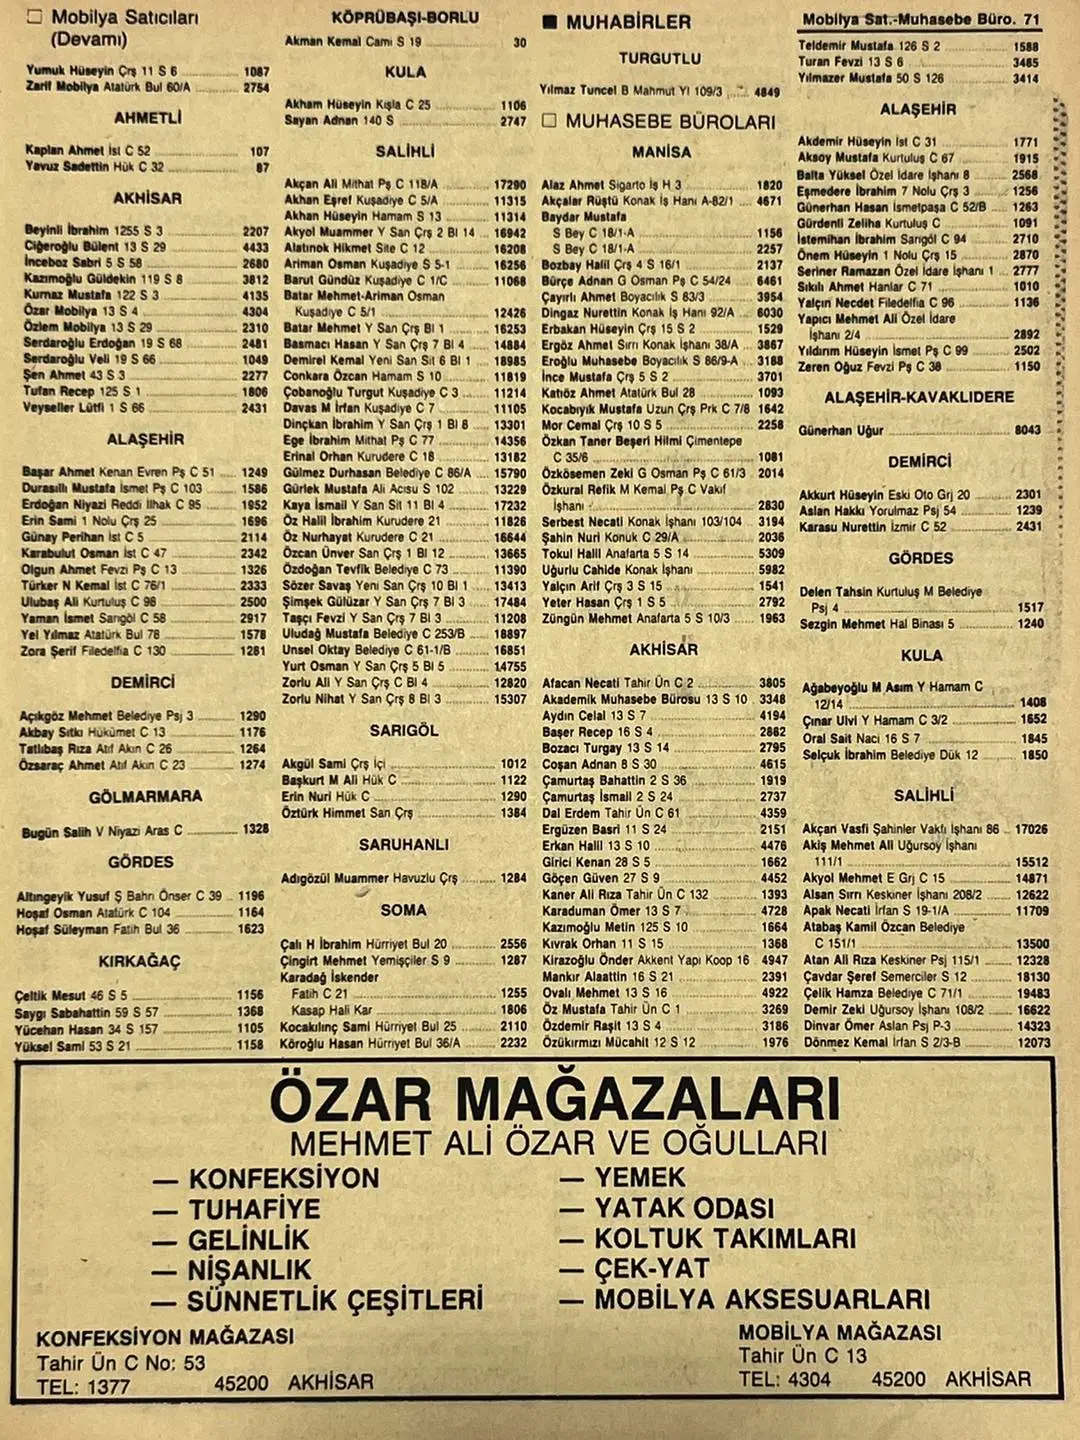 □ Mobilya Satıcıları
(Devamı)
Yumuk Hüseyin Çrş 11 S 6 1087
Zarif Mobilya Atatürk Bul 60/A 2754
AHMETLİ
Kaplan Ahmet İst C 52 107
Yavuz Sadettin Hük C 32 87
AKHİSAR
Beyinli İbrahim 1255 S 3 2207
Ciğeroğlu Bülent 13 S 29 4433
İnceboz Sabri 5 S 58 2680
Kazımoğlu Güldekin 119 S 8 3812
Kurnaz Mustafa 122 S 3 4135
Özar Mobilya 13 S 4 4304
Özlem Mobilya 13 S 29 2310
Serdaroğlu Erdoğan 19 S 68 2481
Serdaroğlu Veli 19 S 66 1049
Şen Ahmet 43 S 3 2277
Tufan Recep 125 S 1 1806
Veyseller Lütfi 1 S 66 2431
ALAŞEHİR
Başar Ahmet Kenan Evren Pş C 51 1249
Durasıllı Mustafa İsmet Pş C 103 1586
Erdoğan Niyazi Reddi İlhak C 95 1952
Erin Sami 1 Nolu Çrş 25 1696
Günay Perihan İst C 5 2114
Karabulut Osman İst C 47 2342
Olgun Ahmet Fevzi Pş C 13 1326
Türker N Kemal İst C 76/1 2333
Ulubaş Ali Kurtuluş C 98 2500
Yaman İsmet Sarıgöl C 58 2917
Yel Yılmaz Atatürk Bul 78 1578
Zora Şerif Filedelfia C 130 1281
DEMİRCİ
Açıkgöz Mehmet Belediye Psj 3 1290
Akbay Sıtkı Hükümet C 13 1176
Tatlıbaş Rıza Atıf Akın C 26 1264
Özsaraç Ahmet Atıf Akın C 23 1274
GÖLMARMARA
Bugün Salih V Niyazi Aras C 1328
GÖRDES
Altıngeyik Yusuf Ş Bahri Önser C 39 1196
Hoşaf Osman Atatürk C 104 1164
Hoşaf Süleyman Fatih Bul 36 1623
KIRKAĞAÇ
Çeltik Mesut 46 S 5 1156
Saygı Sabahattin 59 S 57 1368
Yücehan Hasan 34 S 157 1105
Yüksel Sami 53 S 21 1158
KÖPRÜBAŞI-BORLU
Akman Kemal Cami S 19 30
KULA
Akham Hüseyin Kışla C 25 1106
Sayan Adnan 140 S 2747
SALİHLİ
Akçan Ali Mithat Pş C 118/A 17290
Akhan Eşref Kuşadiye C 5/A 11315
Akhan Hüseyin Hamam S 13 11314
Akyol Muammer Y San Çrş 2 Bl 14 16942
Alatınok Hikmet Site C 12 16208
Ariman Osman Kuşadiye S 5-1 16256
Barut Gündüz Kuşadiye C 1/C 11068
Batar Mehmet-Ariman Osman
Kuşadiye C 5/1 12426
Batar Mehmet Y San Çrş Bl 1 16253
Basmacı Hasan Y San Çrş 7 Bl 4 14884
Demirel Kemal Yeni San Sit 6 Bl 1 18985
Conkara Özcan Hamam S 10 11819
Çobanoğlu Turgut Kuşadiye C 3 11214
Davas M İrfan Kuşadiye C 7 11105
Dinçkan İbrahim Y San Çrş 1 Bl 8 13301
Ege İbrahim Mithat Pş C 77 14356
Erinal Orhan Kurudere C 18 13182
Gülmez Durhasan Belediye C 86/A 15790
Gürlek Mustafa Ali Acısu S 102 13229
Kaya İsmail Y San Sit 11 Bl 4 17232
Öz Halil İbrahim Kurudere 21 11826
Öz Nurhayat Kurudere C 21 16644
Özcan Ünver San Çrş 1 Bl 12 13665
Özdoğan Tevfik Belediye C 73 11390
Sözer Savaş Yeni San Çrş 10 Bl 1 13413
Şimşek Gülüzar Y San Çrş 7 Bl 3 17484
Taşçı Fevzi Y San Çrş 7 Bl 3 11208
Uludağ Mustafa Belediye C 253/B 18897
Unsel Oktay Belediye C 61-1/B 16851
Yurt Osman Y San Çrş 5 Bl 5 14755
Zorlu Ali Y San Çrş C Bl 4 12820
Zorlu Nihat Y San Çrş 8 Bl 3 15307
SARIGÖL
Akgül Sami Çrş İçi 1012
Başkurt M Ali Hük C 1122
Erin Nuri Hük C 1290
Öztürk Himmet San Çrş 1384
SARUHANLI
Adıgözül Muammer Havuzlu Çrş 1284
SOMA
Çalı H İbrahim Hürriyet Bul 20 2556
Çingirt Mehmet Yemişçiler S 9 1287
Karadağ İskender
Fatih C 21 1255
Kasap Hali Kar 1806
Kocakılınç Sami Hürriyet Bul 25 2110
Köroğlu Hasan Hürriyet Bul 36/A 2232
■ MUHABİRLER
TURGUTLU
Yılmaz Tuncel B Mahmut Yl 109/3 4849
□ MUHASEBE BÜROLARI
MANİSA
Alaz Ahmet Sigarto İş H 3 1820
Akçalar Rüştü Konak İş Hanı A-82/1 4671
Baydar Mustafa
S Bey C 18/1-A 1156
S Bey C 18/1-A 2257
Bozbay Halil Çrş 4 S 16/1 2137
Bürçe Adnan G Osman Pş C 54/24 6461
Çayırlı Ahmet Boyacılık S 83/3 3954
Dingaz Nurettin Konak İş Hanı 92/A 6030
Erbakan Hüseyin Çrş 15 S 2 1529
Ergöz Ahmet Sırrı Konak İşhanı 38/A 3867
Eroğlu Muhasebe Boyacılık S 86/9-A 3188
İnce Mustafa Çrş 5 S 2 3701
Katıöz Ahmet Atatürk Bul 28 1093
Kocabıyık Mustafa Uzun Çrş Prk C 7/8 1642
Mor Cemal Çrş 10 S 5 2258
Özkan Taner Beşeri Hilmi Çimentepe
C 35/6 1081
Özkösemen Zeki G Osman Pş C 61/3 2014
Özkural Refik M Kemal Pş C Vakıf
İşhanı 2830
Serbest Necati Konak İşhanı 103/104 3194
Şahin Nuri Konuk C 29/A 2036
Tokul Halil Anafarta 5 S 14 5309
Uğurlu Cahide Konak İşhanı 5982
Yalçın Arif Çrş 3 S 15 1541
Yeter Hasan Çrş 1 S 5 2792
Züngün Mehmet Anafarta 5 S 10/3 1963
AKHİSAR
Afacan Necati Tahir Ün C 2 3805
Akademik Muhasebe Bürosu 13 S 10 3348
Aydın Celal 13 S 7 4194
Başer Recep 16 S 4 2882
Bozacı Turgay 13 S 14 2795
Coşan Adnan 8 S 30 4615
Çamurtaş Bahattin 2 S 36 1919
Çamurtaş İsmail 2 S 24 2737
Dal Erdem Tahir Ün C 61 4359
Ergüzen Basri 11 S 24 2151
Erkan Halil 13 S 10 4476
Girici Kenan 28 S 5 1662
Göçen Güven 27 S 9 4452
Kaner Ali Rıza Tahir Ün C 132 1393
Karaduman Ömer 13 S 7 4728
Kazımoğlu Metin 125 S 10 1664
Kıvrak Orhan 11 S 15 1368
Kirazoğlu Önder Akkent Yapı Koop 16 4947
Mankır Alaattin 16 S 21 2391
Ovalı Mehmet 13 S 16 4922
Öz Mustafa Tahir Ün C 1 3269
Özdemir Raşit 13 S 4 3186
Özükırmızı Mücahit 12 S 12 1976
Mobilya Sat.-Muhasebe Büro. 71
Teldemir Mustafa 126 S 2 1588
Turan Fevzi 13 S 6 3485
Yılmazer Mustafa 50 S 126 3414
ALAŞEHİR
Akdemir Hüseyin İst C 31 1771
Aksoy Mustafa Kurtuluş C 67 1915
Balta Yüksel Özel İdare İşhanı 8 2568
Eşmedere İbrahim 7 Nolu Çrş 3 1256
Günerhan Hasan İsmetpaşa C 52/B 1263
Gürdenli Zeliha Kurtuluş C 1091
İstemihan İbrahim Sarıgöl C 94 2710
Önem Hüseyin 1 Nolu Çrş 15 2870
Seriner Ramazan Özel İdare İşhanı 1 2777
Sıkılı Ahmet Hanlar C 71 1010
Yalçın Necdet Filedelfia C 96 1136
Yapıcı Mehmet Ali Özel İdare
İşhanı 2/4 2892
Yıldırım Hüseyin İsmet Pş C 99 2502
Zeren Oğuz Fevzi Pş C 38 1150
ALAŞEHİR-KAVAKLIDERE
Günerhan Uğur 8043
DEMİRCİ
Akkurt Hüseyin Eski Oto Grj 20 2301
Aslan Hakkı Yorulmaz Psj 54 1239
Karasu Nurettin İzmir C 52 2431
GÖRDES
Delen Tahsin Kurtuluş M Belediye
Psj 4 1517
Sezgin Mehmet Hal Binası 5 1240
KULA
Ağabeyoğlu M Asım Y Hamam C
12/14 1408
Çınar Ulvi Y Hamam C 3/2 1652
Oral Sait Naci 16 S 7 1845
Selçuk İbrahim Belediye Dük 12 1850
SALİHLİ
Akçan Vasfi Şahinler Vakfı İşhanı 86 17026
Akiş Mehmet Ali Uğursoy İşhanı
111/1 15512
Akyol Mehmet E Grj C 15 14871
Alsan Sırrı Keskiner İşhanı 208/2 12622
Apak Necati İrfan S 19-1/A 11709
Atabaş Kamil Özcan Belediye
C 151/1 13500
Atan Ali Rıza Keskiner Psj 115/1 12328
Çavdar Şeref Semerciler S 12 18130
Çelik Hamza Belediye C 71/1 19483
Demir Zeki Uğursoy İşhanı 108/2 16622
Dinvar Ömer Aslan Psj P-3 14323
Dönmez Kemal İrfan S 2/3-B 12073
ÖZAR MAĞAZALARI
MEHMET ALİ ÖZAR VE OĞULLARI
— KONFEKSİYON
— TUHAFİYE
— GELİNLİK
— NİŞANLIK
— SÜNNETLİK ÇEŞİTLERİ
— YEMEK
— YATAK ODASI
— KOLTUK TAKIMLARI
— ÇEK-YAT
— MOBİLYA AKSESUARLARI
KONFEKSİYON MAĞAZASI
Tahir Ün C No: 53
TEL: 1377 45200 AKHİSAR
MOBİLYA MAĞAZASI
Tahir Ün C 13
TEL: 4304 45200 AKHİSAR